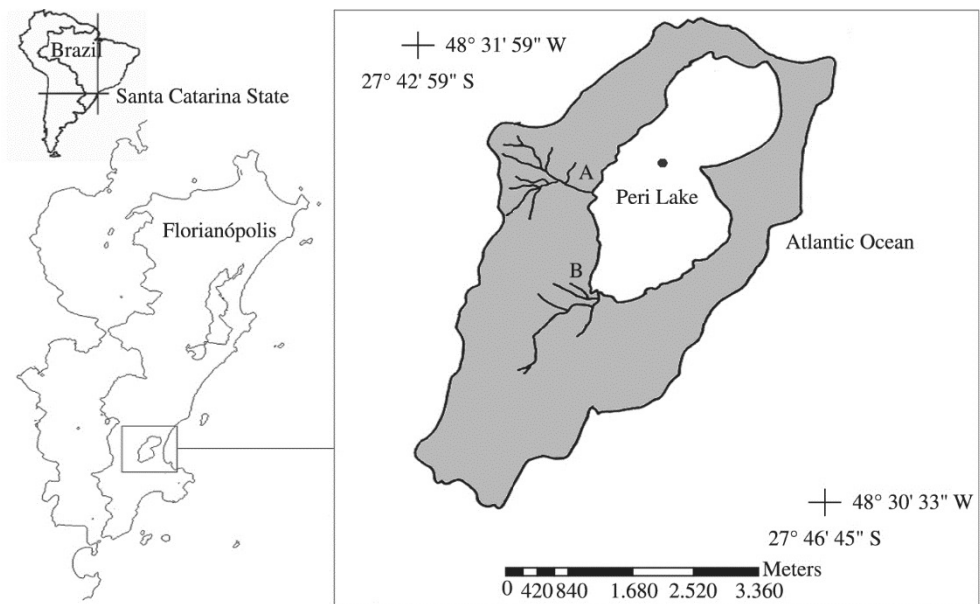 Brazil
Santa Catarina State
Florianópolis
48° 31' 59" W
27° 42' 59" S
A
Peri Lake
Atlantic Ocean
B
48° 30' 33" W
27° 46' 45" S
Meters
0 420 840 1.680 2.520 3.360